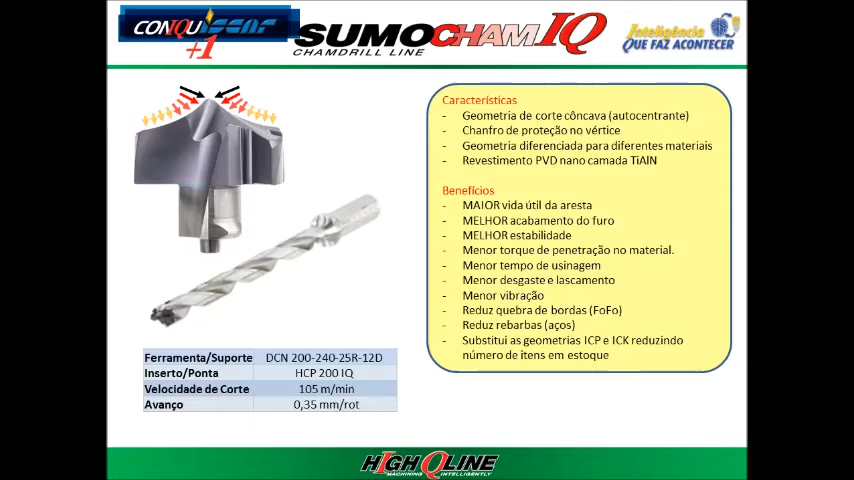 CONQUISCAR
+1
SUMOCHAM IQ
CHAMDRILL LINE
Inteligência
QUE FAZ ACONTECER
Características
- Geometria de corte côncava (autocentrante)
- Chanfro de proteção no vértice
- Geometria diferenciada para diferentes materiais
- Revestimento PVD nano camada TiAlN
Benefícios
- MAIOR vida útil da aresta
- MELHOR acabamento do furo
- MELHOR estabilidade
- Menor torque de penetração no material.
- Menor tempo de usinagem
- Menor desgaste e lascamento
- Menor vibração
- Reduz quebra de bordas (FoFo)
- Reduz rebarbas (aços)
- Substitui as geometrias ICP e ICK reduzindo
número de itens em estoque
Ferramenta/Suporte DCN 200-240-25R-12D
Inserto/Ponta HCP 200 IQ
Velocidade de Corte 105 m/min
Avanço 0,35 mm/rot
HIGH Q LINE
MACHINING INTELLIGENTLY